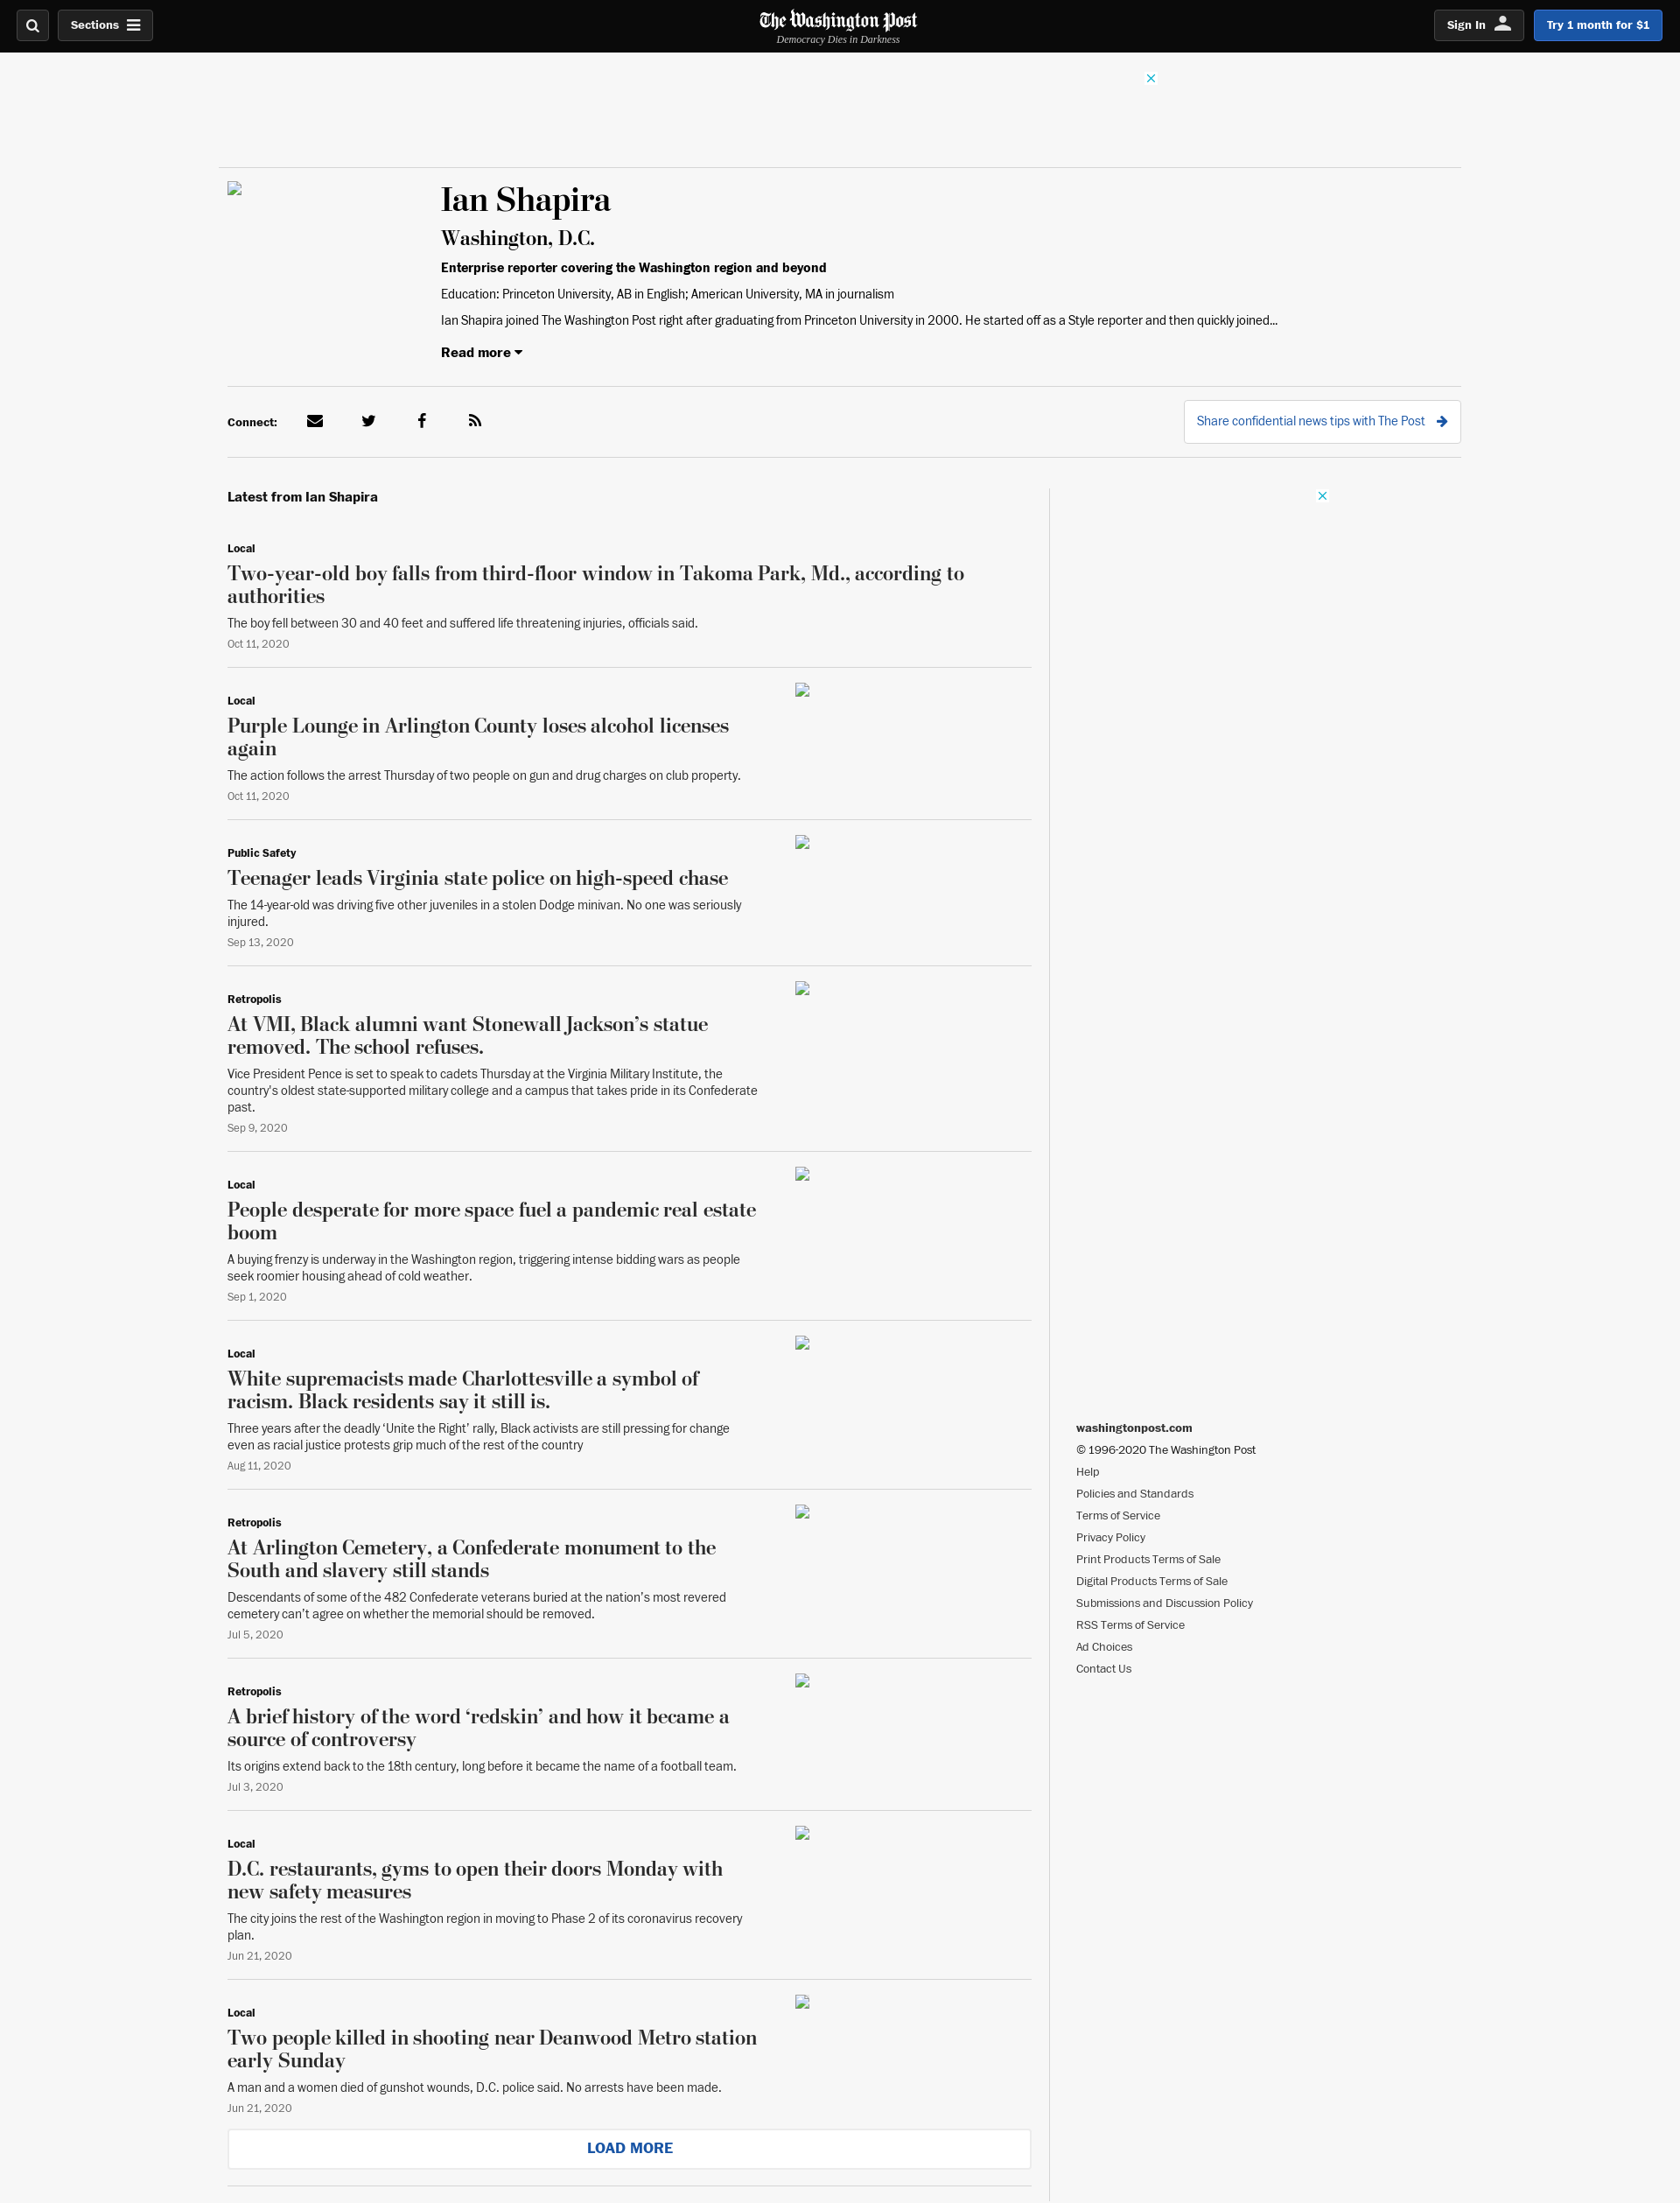 Sections
The Washington Post
Democracy Dies in Darkness
Sign In
Try 1 month for $1
Ian Shapira
Washington, D.C.
Enterprise reporter covering the Washington region and beyond
Education: Princeton University, AB in English; American University, MA in journalism
Ian Shapira joined The Washington Post right after graduating from Princeton University in 2000. He started off as a Style reporter and then quickly joined...
Read more
Connect:
Share confidential news tips with The Post
Latest from Ian Shapira
Local
Two-year-old boy falls from third-floor window in Takoma Park, Md., according to
authorities
The boy fell between 30 and 40 feet and suffered life threatening injuries, officials said.
Oct 11, 2020
Local
Purple Lounge in Arlington County loses alcohol licenses
again
The action follows the arrest Thursday of two people on gun and drug charges on club property.
Oct 11, 2020
Public Safety
Teenager leads Virginia state police on high-speed chase
The 14-year-old was driving five other juveniles in a stolen Dodge minivan. No one was seriously
injured.
Sep 13, 2020
Retropolis
At VMI, Black alumni want Stonewall Jackson’s statue
removed. The school refuses.
Vice President Pence is set to speak to cadets Thursday at the Virginia Military Institute, the
country's oldest state-supported military college and a campus that takes pride in its Confederate
past.
Sep 9, 2020
Local
People desperate for more space fuel a pandemic real estate
boom
A buying frenzy is underway in the Washington region, triggering intense bidding wars as people
seek roomier housing ahead of cold weather.
Sep 1, 2020
Local
White supremacists made Charlottesville a symbol of
racism. Black residents say it still is.
Three years after the deadly ‘Unite the Right’ rally, Black activists are still pressing for change
even as racial justice protests grip much of the rest of the country
Aug 11, 2020
Retropolis
At Arlington Cemetery, a Confederate monument to the
South and slavery still stands
Descendants of some of the 482 Confederate veterans buried at the nation’s most revered
cemetery can’t agree on whether the memorial should be removed.
Jul 5, 2020
Retropolis
A brief history of the word ‘redskin’ and how it became a
source of controversy
Its origins extend back to the 18th century, long before it became the name of a football team.
Jul 3, 2020
Local
D.C. restaurants, gyms to open their doors Monday with
new safety measures
The city joins the rest of the Washington region in moving to Phase 2 of its coronavirus recovery
plan.
Jun 21, 2020
Local
Two people killed in shooting near Deanwood Metro station
early Sunday
A man and a women died of gunshot wounds, D.C. police said. No arrests have been made.
Jun 21, 2020
LOAD MORE
washingtonpost.com
© 1996-2020 The Washington Post
Help
Policies and Standards
Terms of Service
Privacy Policy
Print Products Terms of Sale
Digital Products Terms of Sale
Submissions and Discussion Policy
RSS Terms of Service
Ad Choices
Contact Us